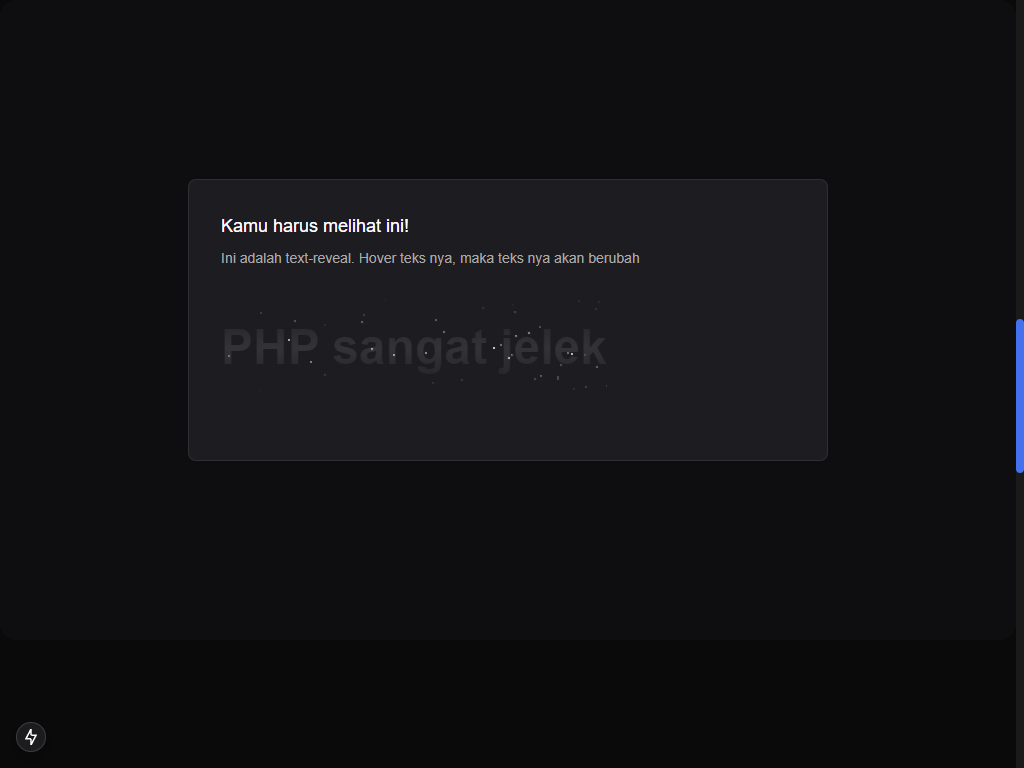 Kamu harus melihat ini!
Ini adalah text-reveal. Hover teks nya, maka teks nya akan berubah
PHP sangat jelek